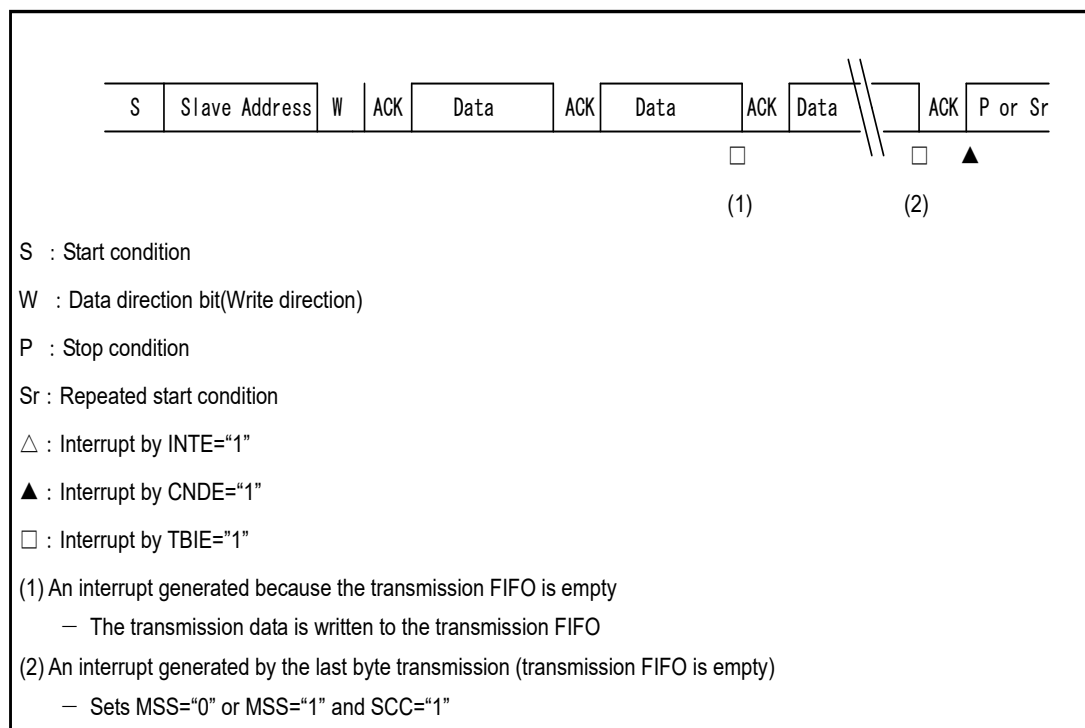 S Slave Address W ACK Data ACK Data ACK Data ACK P or Sr
□ □ ▲
(1) (2)
S : Start condition
W : Data direction bit(Write direction)
P : Stop condition
Sr : Repeated start condition
△ : Interrupt by INTE=“1”
▲ : Interrupt by CNDE=“1”
□ : Interrupt by TBIE=”1”
(1) An interrupt generated because the transmission FIFO is empty
− The transmission data is written to the transmission FIFO
(2) An interrupt generated by the last byte transmission (transmission FIFO is empty)
− Sets MSS=“0” or MSS=“1” and SCC=“1”